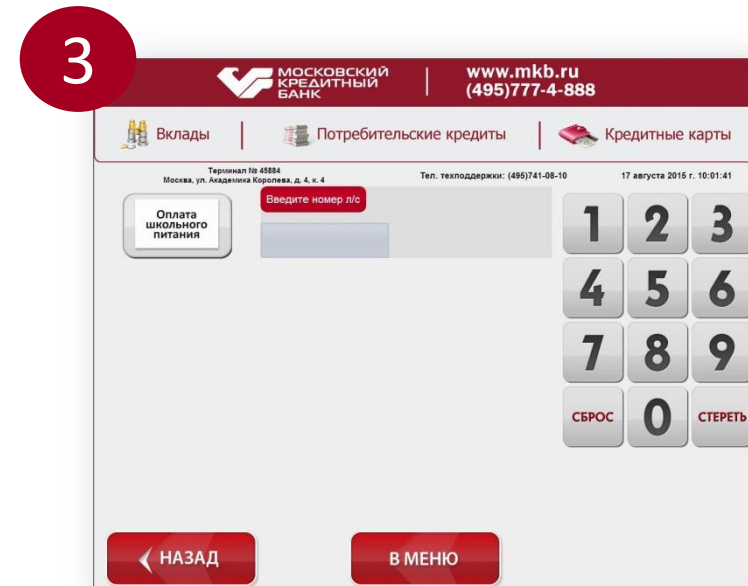 3
МОСКОВСКИЙ
КРЕДИТНЫЙ
БАНК
www.mkb.ru
(495)777-4-888
Вклады
Потребительские кредиты
Кредитные карты
Терминал № 45884
Москва, ул. Академика Королева, д. 4, к. 4
Тел. техподдержки: (495)741-08-10
17 августа 2015 г. 10:01:41
Оплата
школьного
питания
Введите номер л/с
1 2 3
4 5 6
7 8 9
СБРОС 0 СТЕРЕТЬ
НАЗАД
В МЕНЮ